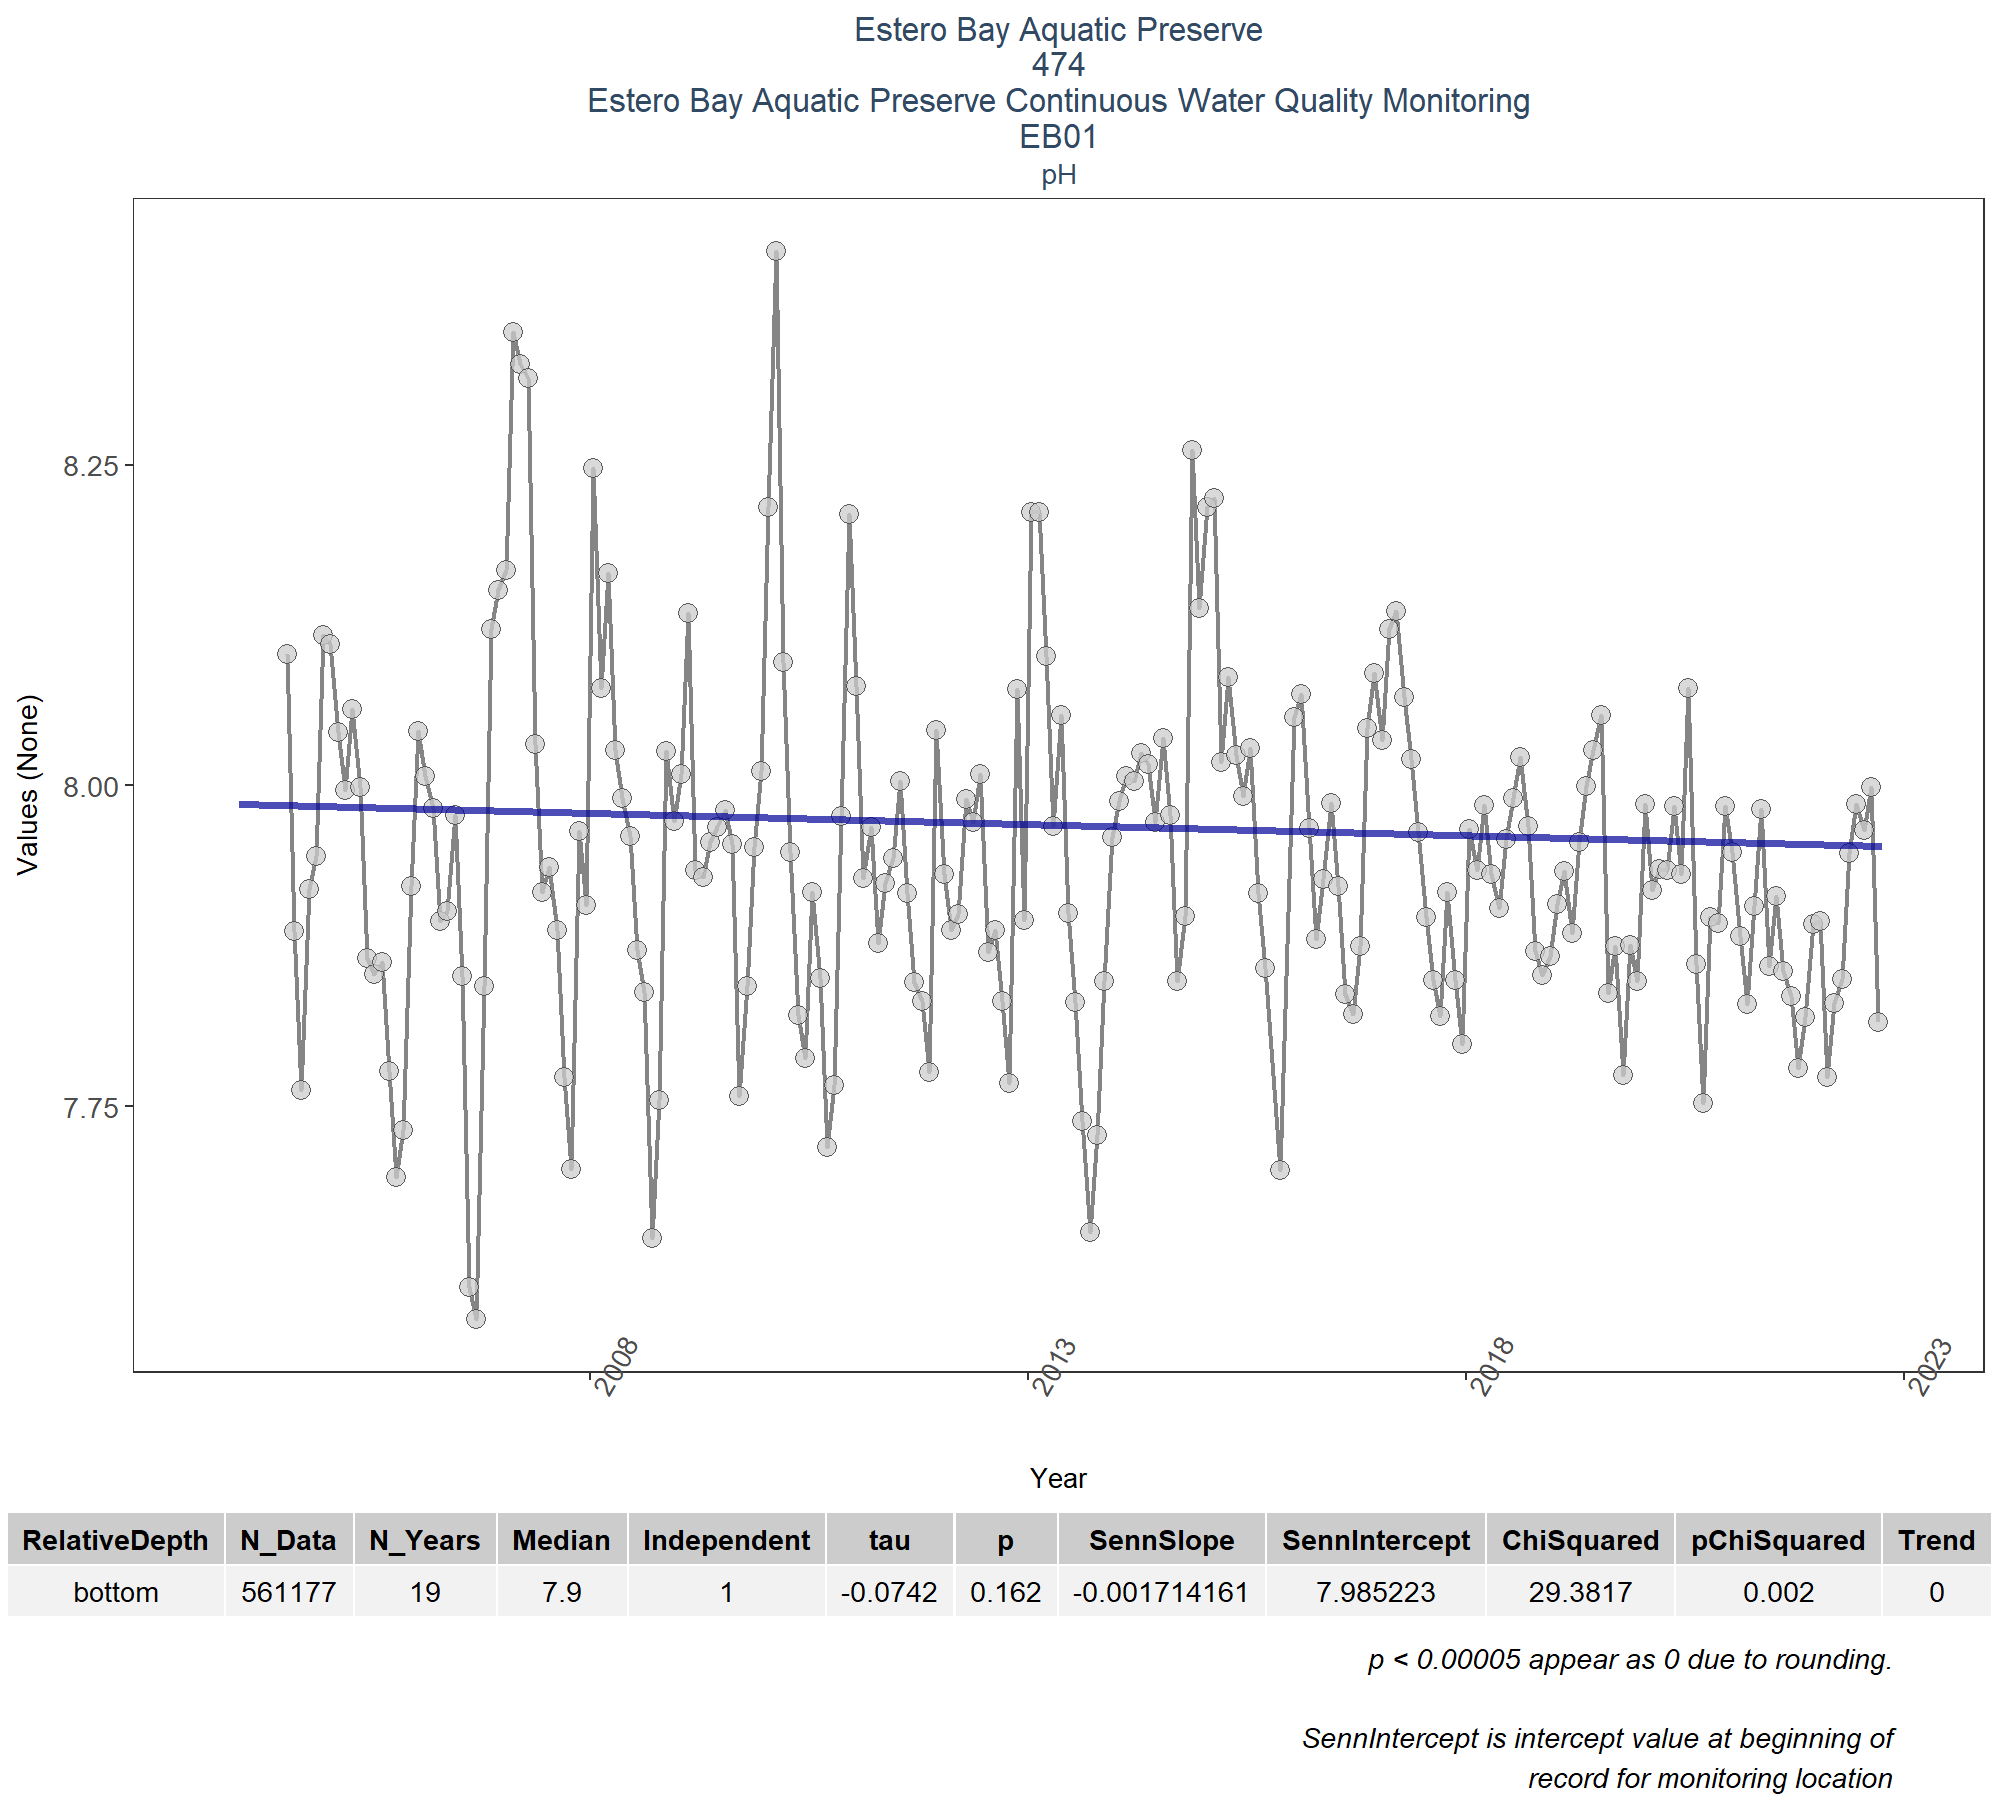 Estero Bay Aquatic Preserve
474
Estero Bay Aquatic Preserve Continuous Water Quality Monitoring
EB01
pH
8.25
8.00
7.75
Values (None)
2008
2013
2018
2023
Year
RelativeDepth N_Data N_Years Median Independent tau p SennSlope SennIntercept ChiSquared pChiSquared Trend
bottom 561177 19 7.9 1 -0.0742 0.162 -0.001714161 7.985223 29.3817 0.002 0
p < 0.00005 appear as 0 due to rounding.
SennIntercept is intercept value at beginning of
record for monitoring location